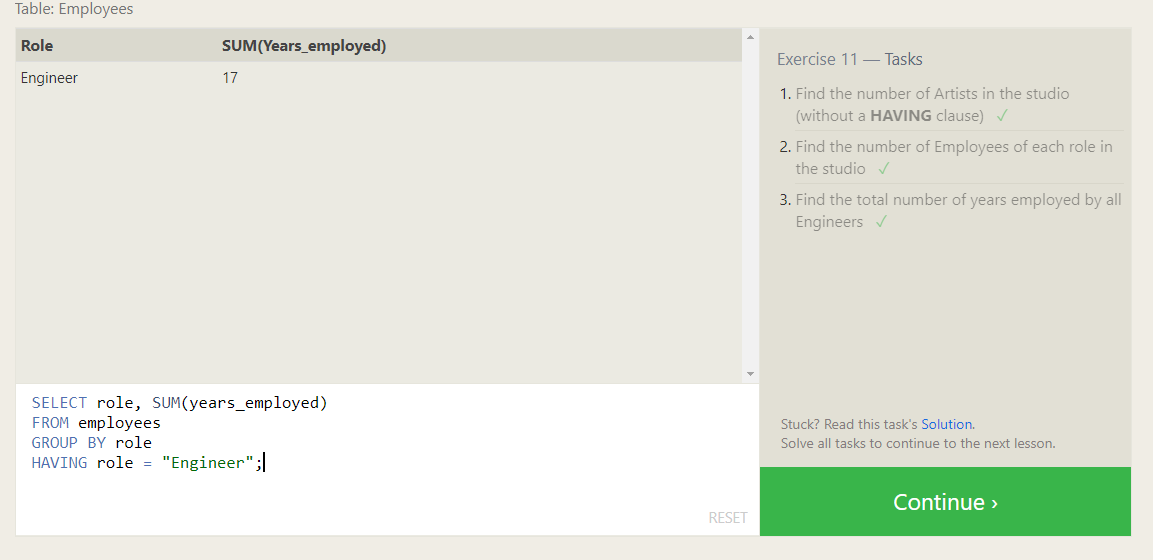 Table: Employees
Role SUM(Years_employed)
Engineer 17
SELECT role, SUM(years_employed)
FROM employees
GROUP BY role
HAVING role = "Engineer";
RESET
Exercise 11 — Tasks
1. Find the number of Artists in the studio
(without a HAVING clause) ✓
2. Find the number of Employees of each role in
the studio ✓
3. Find the total number of years employed by all
Engineers ✓
Stuck? Read this task's Solution.
Solve all tasks to continue to the next lesson.
Continue ›